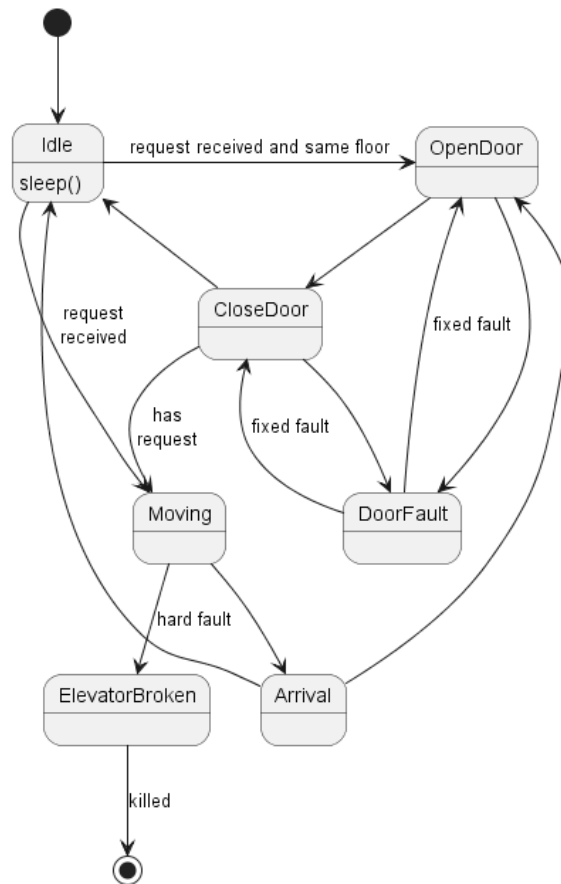 Idle
sleep()
request received and same floor
OpenDoor
request
received
CloseDoor
fixed fault
has
request
fixed fault
Moving
DoorFault
hard fault
ElevatorBroken
Arrival
killed